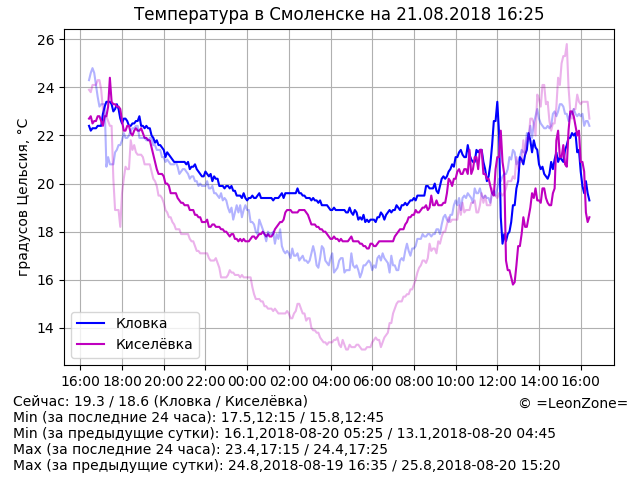 Температура в Смоленске на 21.08.2018 16:25
градусов Цельсия, °C
26
24
22
20
18
16
14
Кловка
Киселёвка
16:00 18:00 20:00 22:00 00:00 02:00 04:00 06:00 08:00 10:00 12:00 14:00 16:00
Сейчас: 19.3 / 18.6 (Кловка / Киселёвка)
© =LeonZone=
Min (за последние 24 часа): 17.5,12:15 / 15.8,12:45
Min (за предыдущие сутки): 16.1,2018-08-20 05:25 / 13.1,2018-08-20 04:45
Max (за последние 24 часа): 23.4,17:15 / 24.4,17:25
Max (за предыдущие сутки): 24.8,2018-08-19 16:35 / 25.8,2018-08-20 15:20